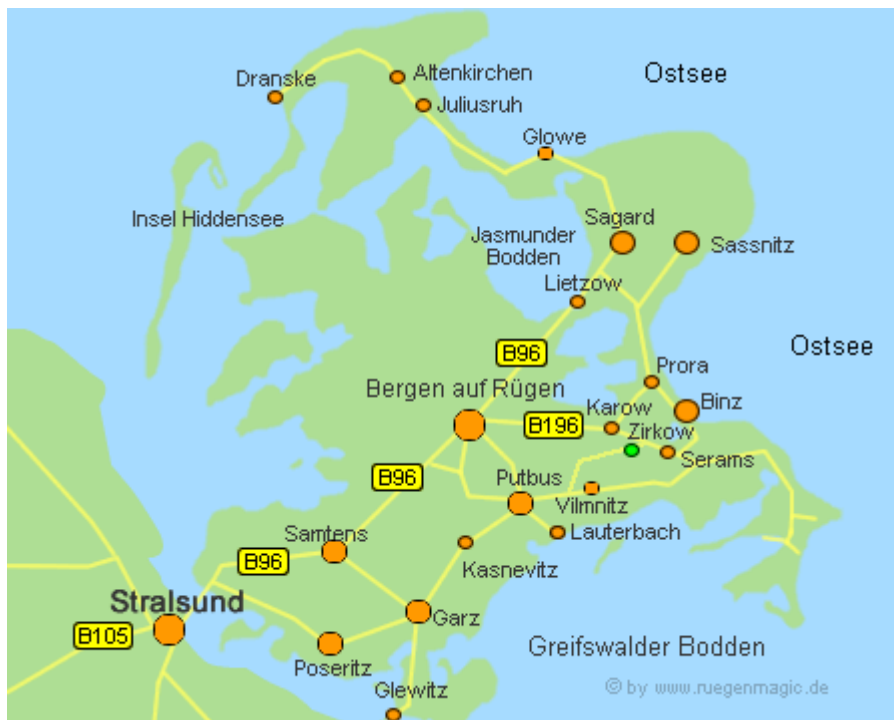 Dranske
Altenkirchen
Ostsee
Juliusruh
Glowe
Insel Hiddensee
Sagard
Jasmunder
Bodden
Sassnitz
Lietzow
B96
Ostsee
Prora
Bergen auf Rügen
Binz
Karow
B196
Zirkow
Serams
B96
Putbus
Vilmnitz
Samtens
Lauterbach
B96
Kasnevitz
Stralsund
Garz
B105
Poseritz
Greifswalder Bodden
Glewitz
© by www.ruegenmagic.de